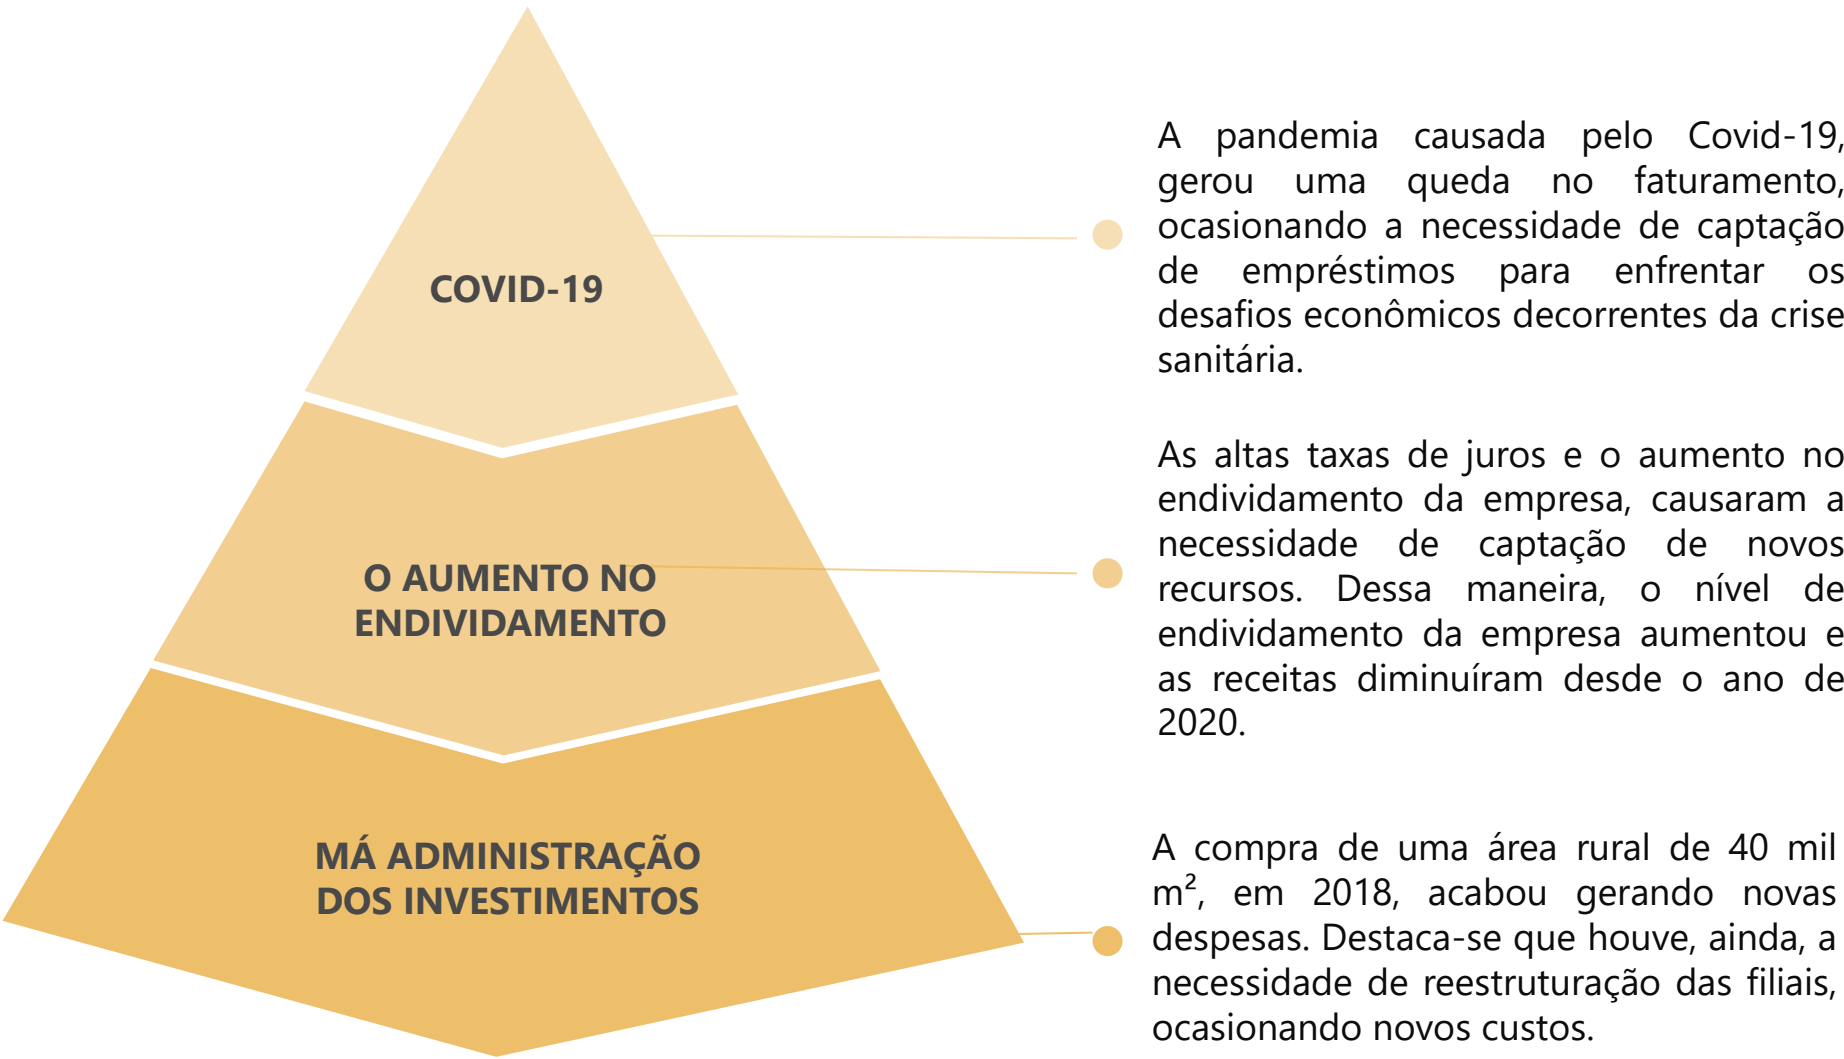 COVID-19
A pandemia causada pelo Covid-19,
gerou uma queda no faturamento,
ocasionando a necessidade de captação
de empréstimos para enfrentar os
desafios econômicos decorrentes da crise
sanitária.
O AUMENTO NO
ENDIVIDAMENTO
As altas taxas de juros e o aumento no
endividamento da empresa, causaram a
necessidade de captação de novos
recursos. Dessa maneira, o nível de
endividamento da empresa aumentou e
as receitas diminuíram desde o ano de
2020.
MÁ ADMINISTRAÇÃO
DOS INVESTIMENTOS
A compra de uma área rural de 40 mil
m², em 2018, acabou gerando novas
despesas. Destaca-se que houve, ainda, a
necessidade de reestruturação das filiais,
ocasionando novos custos.